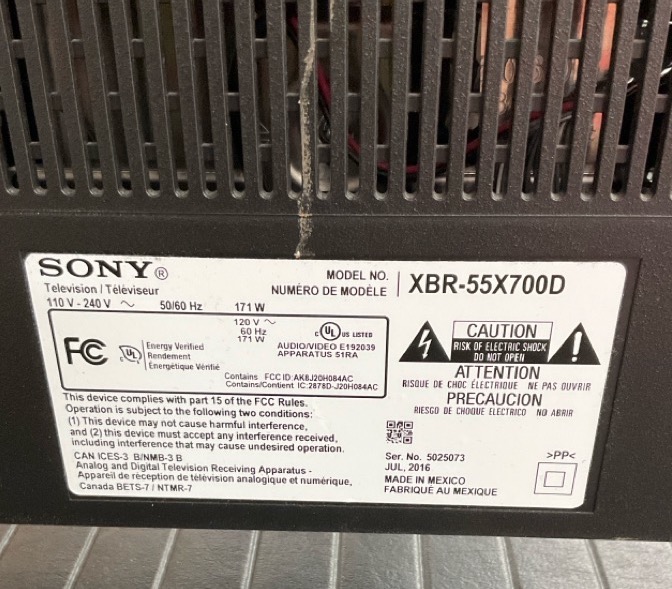 SONY®
Television / Téléviseur
110 V - 240 V ~ 50/60 Hz 171 W
MODEL NO.
NUMÉRO DE MODÈLE
XBR-55X700D
FC
UL
Energy Verified
Rendement
Énergétique Vérifié
120 V ~
60 Hz
171 W
c UL US LISTED
AUDIO/VIDEO E192039
APPARATUS 51RA
Contains FCC ID: AK8J20H084AC
Contains/Contient IC: 2878D-J20H084AC
CAUTION
RISK OF ELECTRIC SHOCK
DO NOT OPEN
ATTENTION
RISQUE DE CHOC ÉLECTRIQUE NE PAS OUVRIR
PRECAUCION
RIESGO DE CHOQUE ELECTRICO NO ABRIR
This device complies with part 15 of the FCC Rules.
Operation is subject to the following two conditions:
(1) This device may not cause harmful interference,
and (2) this device must accept any interference received,
including interference that may cause undesired operation.
CAN ICES-3 B/NMB-3 B
Analog and Digital Television Receiving Apparatus -
Appareil de réception de télévision analogique et numérique,
Canada BETS-7 / NTMR-7
Ser. No. 5025073
JUL, 2016
MADE IN MEXICO
FABRIQUÉ AU MEXIQUE
>PP<